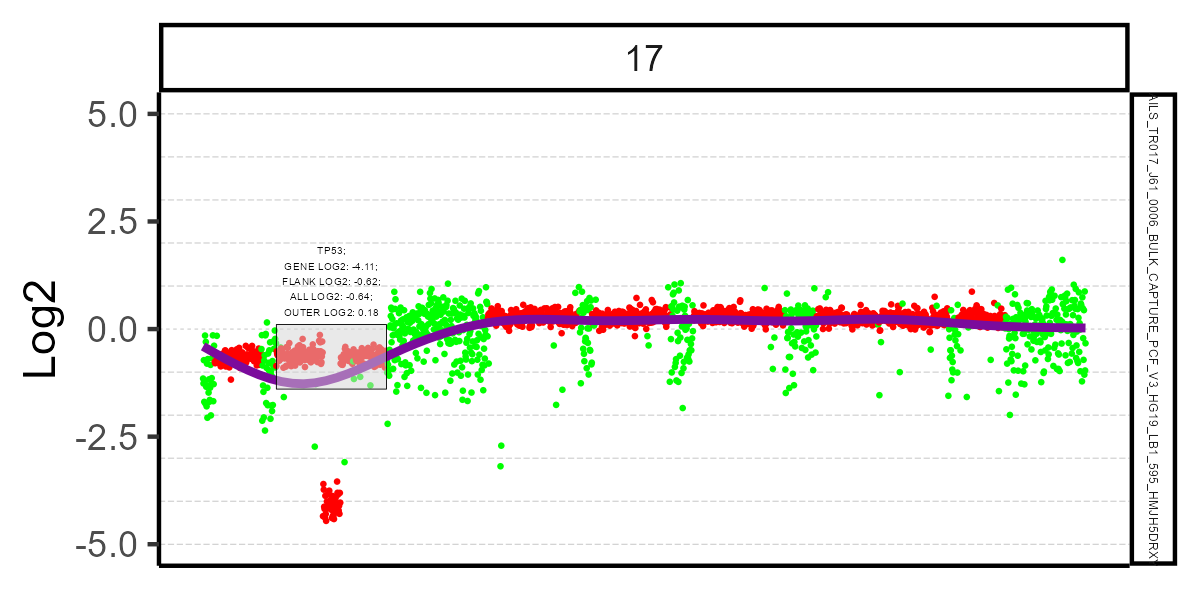 17
5.0
2.5
0.0
-2.5
-5.0
Log2
TP53;
GENE LOG2: -4.11;
FLANK LOG2: -0.62;
ALL LOG2: -0.64;
OUTER LOG2: 0.18
AILS_TR017_J61_0006_BULK_CAPTURE_PCF_V3_HG19_LB1_595_HMJH5DRXY